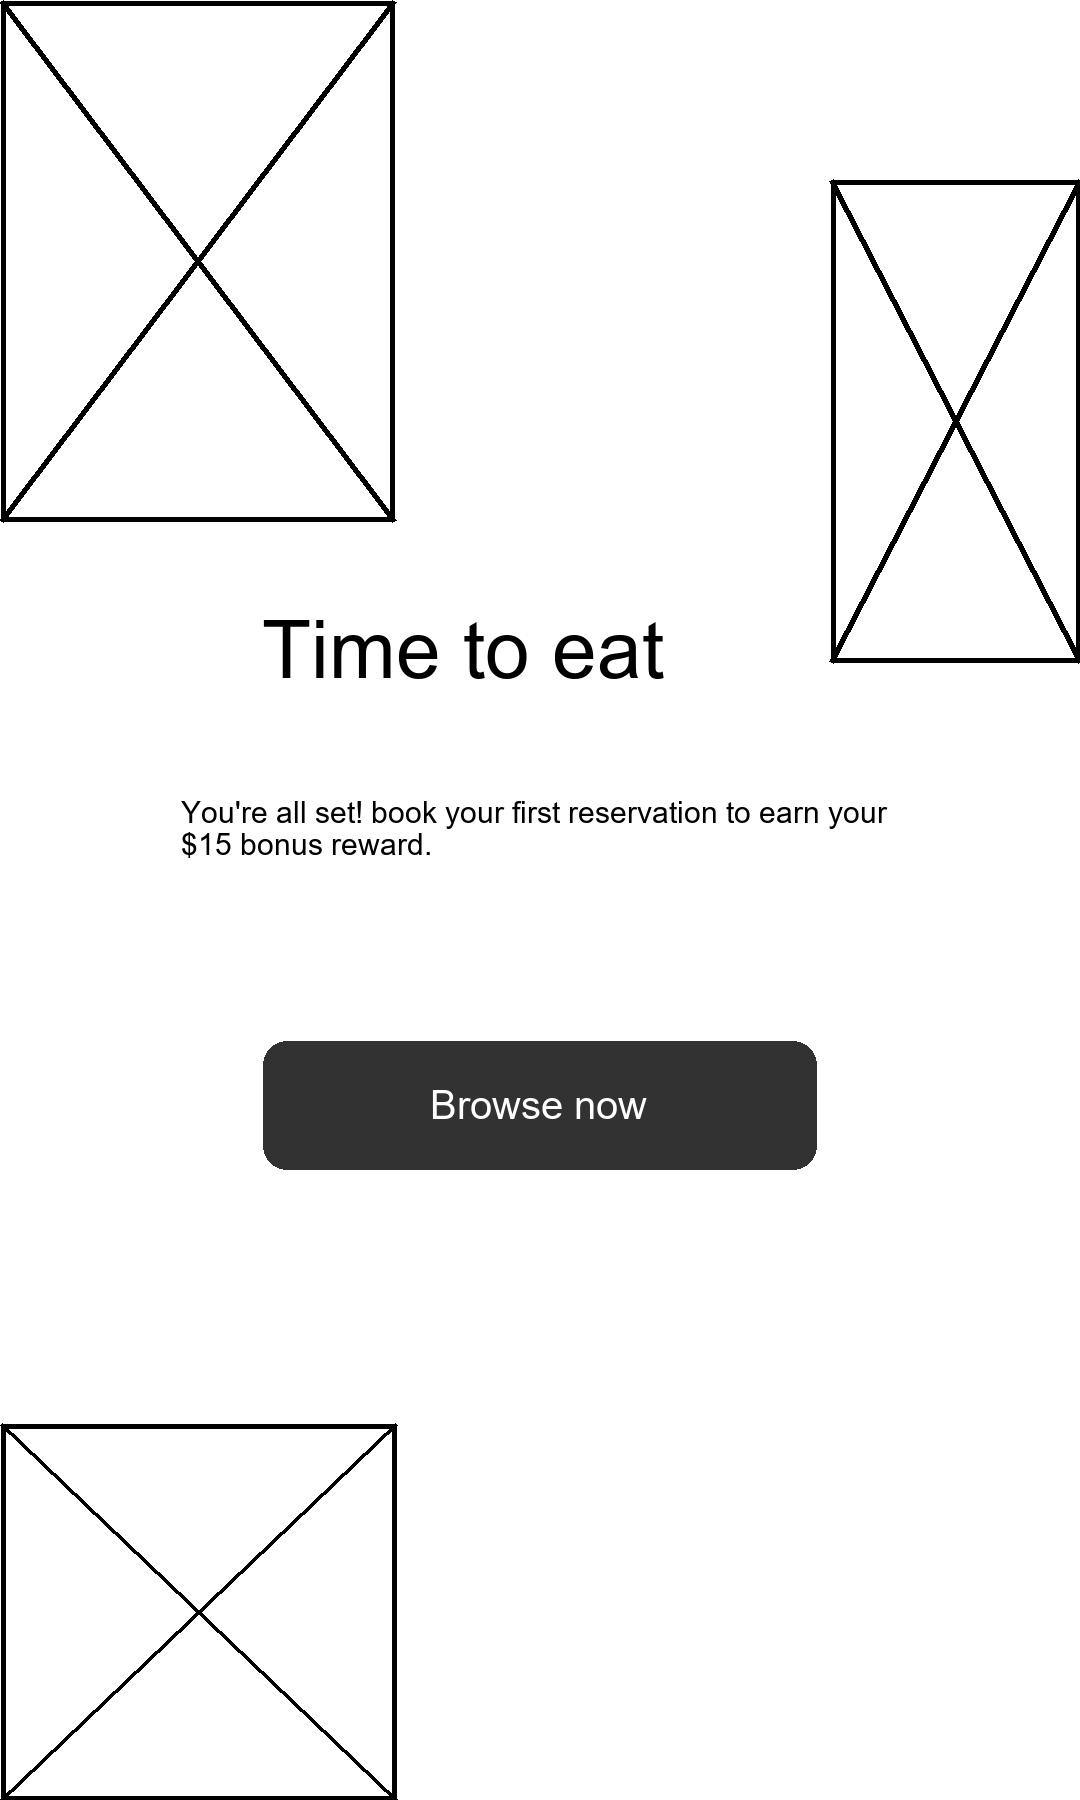 Time to eat
You're all set! book your first reservation to earn your
$15 bonus reward.
Browse now